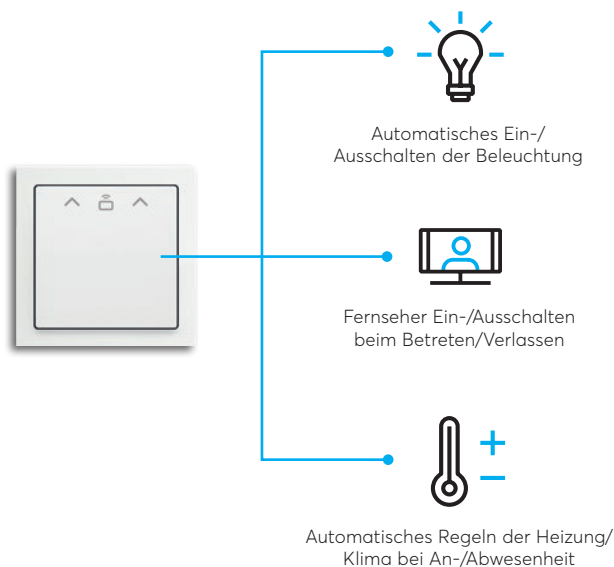 Automatisches Ein-/
Ausschalten der Beleuchtung
Fernseher Ein-/Ausschalten
beim Betreten/Verlassen
Automatisches Regeln der Heizung/
Klima bei An-/Abwesenheit